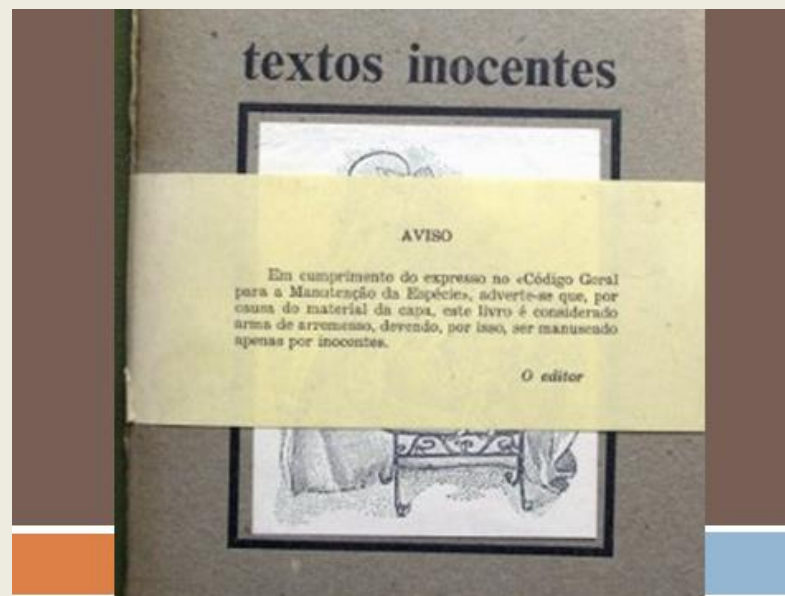 textos inocentes
AVISO
Em cumprimento do expresso no «Código Geral
para a Manutenção da Espécie», adverte-se que, por
causa do material da capa, este livro é considerado
arma de arremesso, devendo, por isso, ser manuseado
apenas por inocentes.
O editor